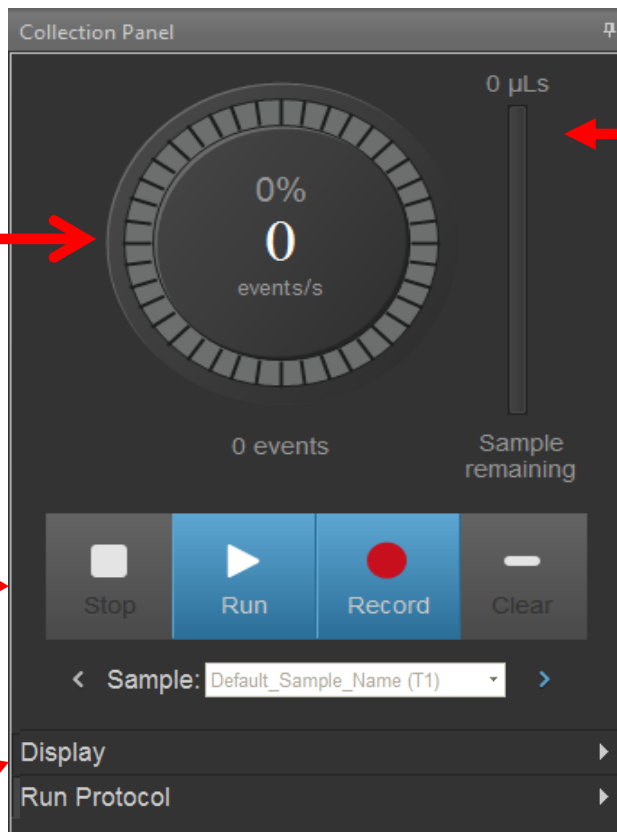 Collection Panel
0 µLs
0%
0
events/s
0 events
Sample
remaining
Stop
Run
Record
Clear
< Sample: Default_Sample_Name (T1) >
Display
Run Protocol